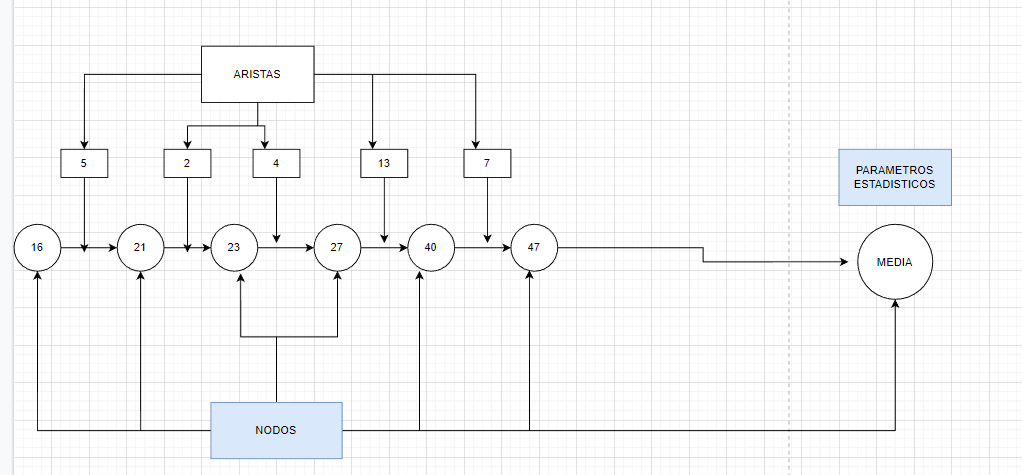 ARISTAS
5
2
4
13
7
PARAMETROS
ESTADISTICOS
16
21
23
27
40
47
MEDIA
NODOS